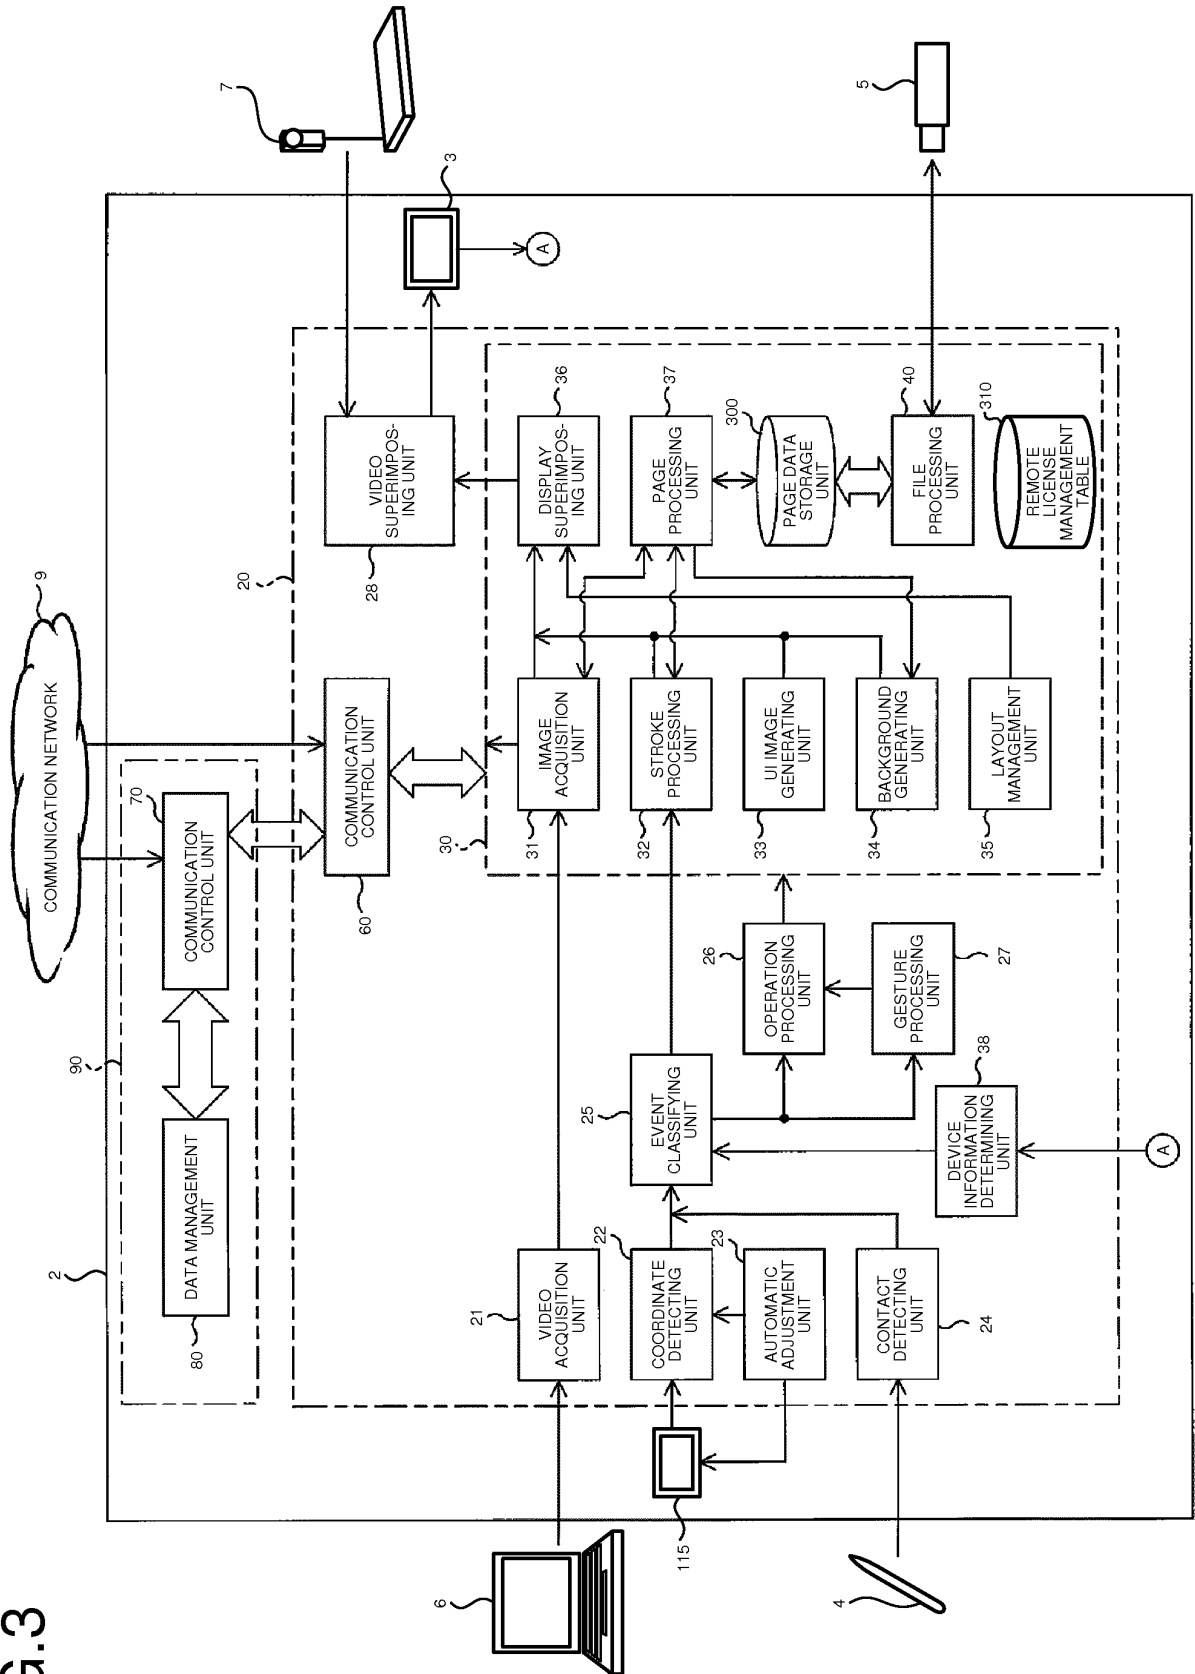 G.3
COMMUNICATION NETWORK
9
90
2
DATA MANAGEMENT
UNIT
80
COMMUNICATION
CONTROL UNIT
70
20
COMMUNICATION
CONTROL UNIT
60
VIDEO
SUPERIMPOS-
ING UNIT
28
7
3
A
6
VIDEO
ACQUISITION
UNIT
21
30
IMAGE
ACQUISITION
UNIT
31
DISPLAY
SUPERIMPOS-
ING UNIT
36
115
COORDINATE
DETECTING
UNIT
22
EVENT
CLASSIFYING
UNIT
25
STROKE
PROCESSING
UNIT
32
PAGE
PROCESSING
UNIT
37
AUTOMATIC
ADJUSTMENT
UNIT
23
OPERATION
PROCESSING
UNIT
26
UI IMAGE
GENERATING
UNIT
33
PAGE DATA
STORAGE
UNIT
300
4
CONTACT
DETECTING
UNIT
24
GESTURE
PROCESSING
UNIT
27
BACKGROUND
GENERATING
UNIT
34
FILE
PROCESSING
UNIT
40
5
DEVICE
INFORMATION
DETERMINING
UNIT
38
LAYOUT
MANAGEMENT
UNIT
35
REMOTE
LICENSE
MANAGEMENT
TABLE
310
A